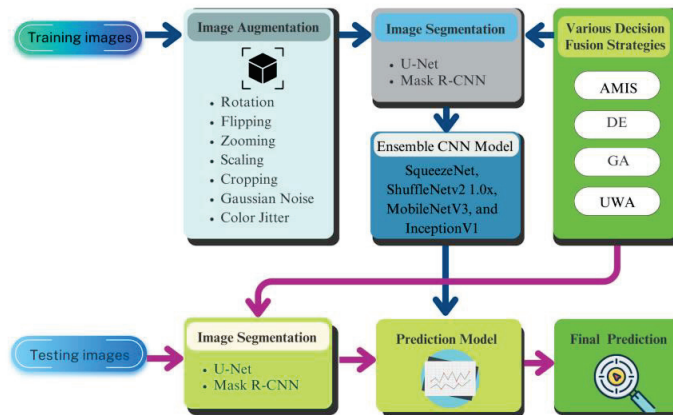 Training images
Image Augmentation
• Rotation
• Flipping
• Zooming
• Scaling
• Cropping
• Gaussian Noise
• Color Jitter
Image Segmentation
• U-Net
• Mask R-CNN
Ensemble CNN Model
SqueezeNet,
ShuffleNetv2 1.0x,
MobileNetV3, and
InceptionV1
Various Decision
Fusion Strategies
AMIS
DE
GA
UWA
Testing images
Image Segmentation
• U-Net
• Mask R-CNN
Prediction Model
Final Prediction